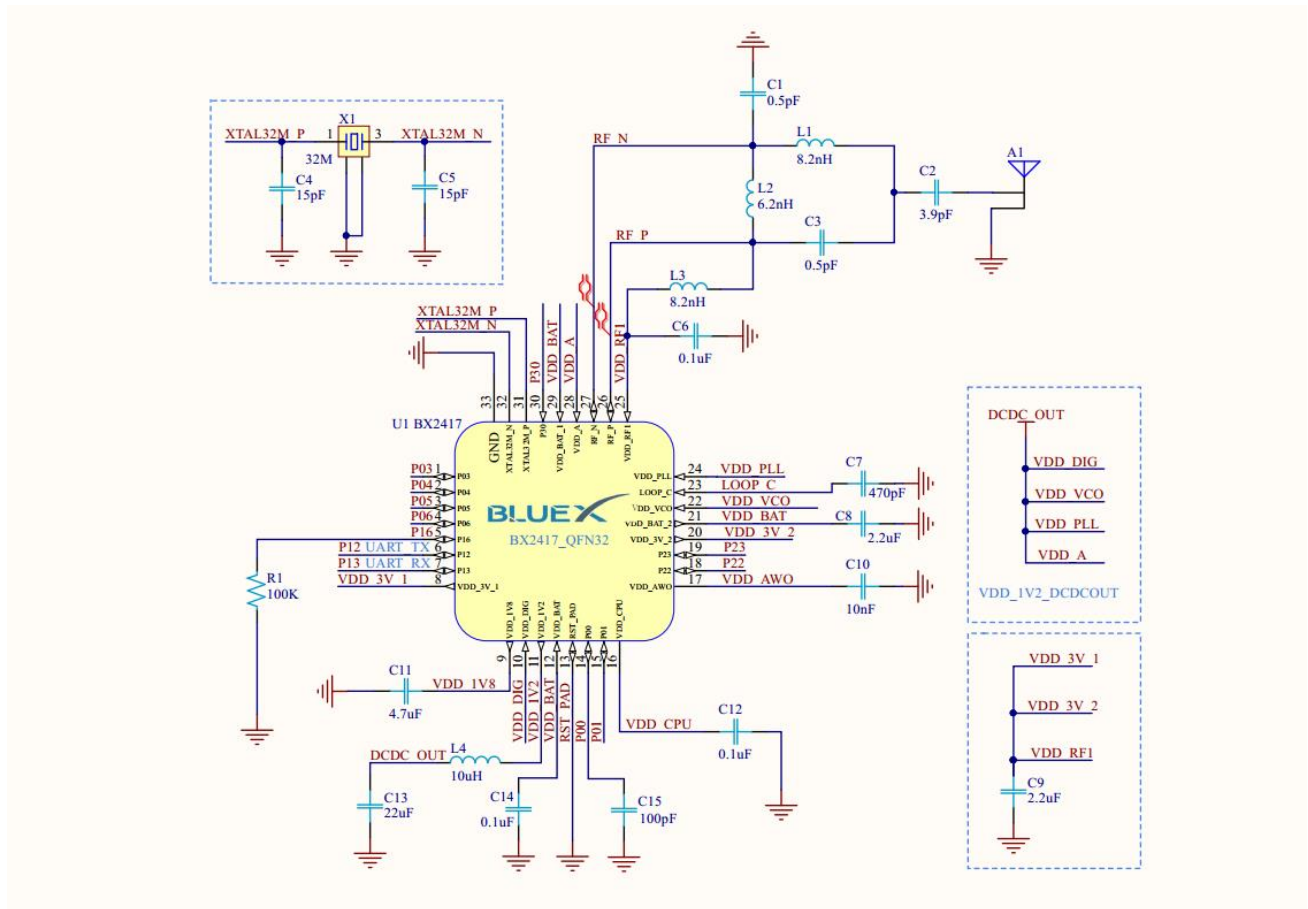 C1
0.5pF
X1
XTAL32M_P
1
3
XTAL32M_N
32M
C4
15pF
C5
15pF
RF_N
L1
8.2nH
A1
L2
6.2nH
C2
3.9pF
C3
0.5pF
RF_P
L3
8.2nH
C6
0.1uF
XTAL32M_P
XTAL32M_N
P30
VDD_BAT
VDD_A
VDD_RF1
33
32
31
30
29
28
27
26
25
U1 BX2417
GND
XTAL32M_N
XTAL32M_P
P30
VDD_BAT_1
VDD_A
RF_N
RF_P
VDD_RF1
P03 1 P03
P04 2 P04
P05 3 P05
P06 4 P06
P16 5 P16
P12 UART_TX 6 P12
P13 UART_RX 7 P13
VDD_3V_1 8 VDD_3V_1
BLUEX
BX2417_QFN32
VDD_PLL 24 VDD_PLL
LOOP_C 23 LOOP_C
VDD_VCO 22 VDD_VCO
VDD_BAT_2 21 VDD_BAT
VDD_3V_2 20 VDD_3V_2
P23 19 P23
P22 18 P22
VDD_AWO 17 VDD_AWO
C7
470pF
C8
2.2uF
C10
10nF
R1
100K
VDD_1V8
VDD_DIG
VDD_1V2
VDD_BAT
RST_PAD
P00
P01
VDD_CPU
9
10
11
12
13
14
15
16
C11
4.7uF
VDD_1V8
VDD_DIG
VDD_1V2
VDD_BAT
RST_PAD
P00
P01
VDD_CPU
C12
0.1uF
DCDC_OUT
L4
10uH
C13
22uF
C14
0.1uF
C15
100pF
DCDC_OUT
VDD_DIG
VDD_VCO
VDD_PLL
VDD_A
VDD_1V2_DCDCOUT
VDD_3V_1
VDD_3V_2
VDD_RF1
C9
2.2uF